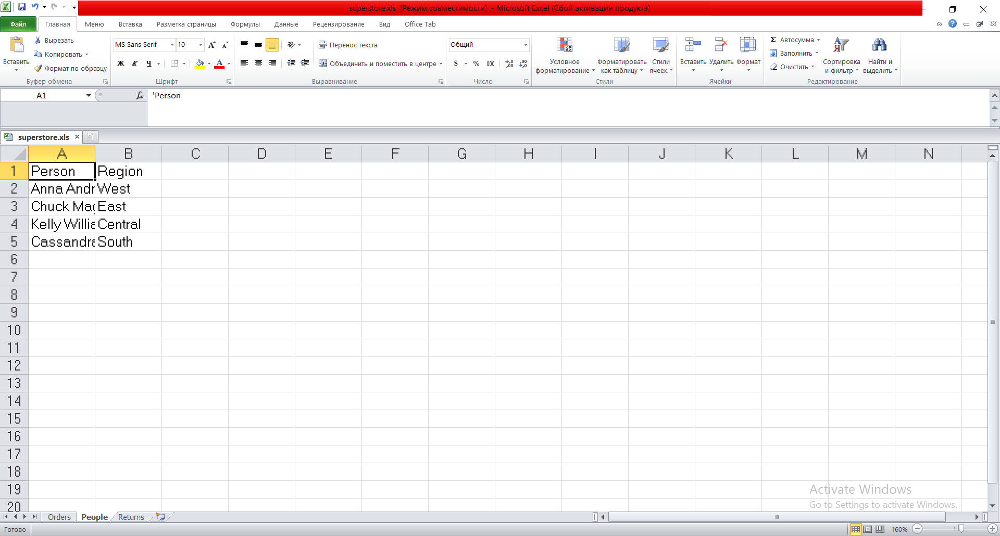 superstore.xls [Режим совместимости] - Microsoft Excel (Сбой активации продукта)
Файл Главная Меню Вставка Разметка страницы Формулы Данные Рецензирование Вид Office Tab
Вставить
Вырезать
Копировать
Формат по образцу
Буфер обмена
MS Sans Serif 10
Ж К Ч
Шрифт
Перенос текста
Объединить и поместить в центре
Выравнивание
Общий
$ % 000
Число
Условное
форматирование
Форматировать
как таблицу
Стили
ячеек
Стили
Вставить Удалить Формат
Ячейки
Σ Автосумма
Заполнить
Очистить
Сортировка
и фильтр
Найти и
выделить
Редактирование
A1 fx 'Person
superstore.xls
A B C D E F G H I J K L M N
1 Person Region
2 Anna Andr West
3 Chuck Mag East
4 Kelly Willia Central
5 Cassandra South
6
7
8
9
10
11
12
13
14
15
16
17
18
19
20
Activate Windows
Go to Settings to activate Windows.
Orders People Returns
Готово 160%